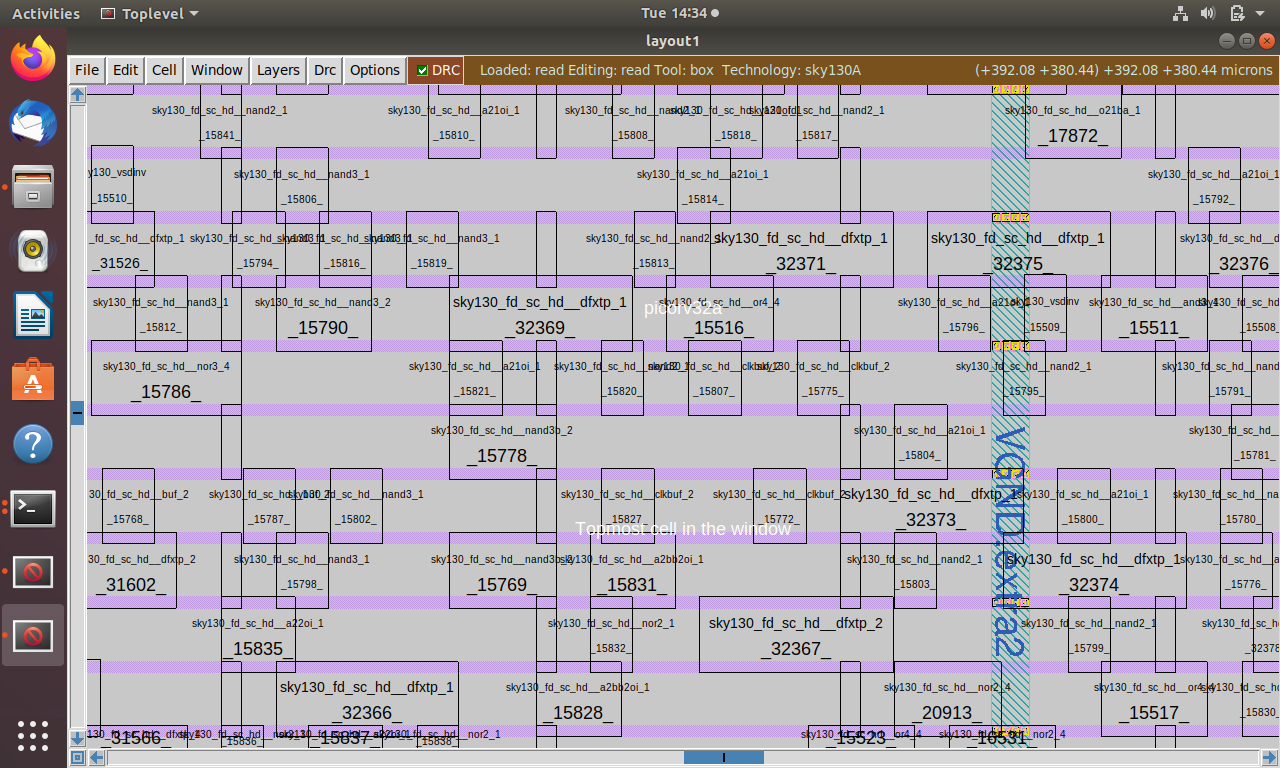 Activities Toplevel Tue 14:34
layout1
File Edit Cell Window Layers Drc Options DRC Loaded: read Editing: read Tool: box Technology: sky130A (+392.08 +380.44) +392.08 +380.44 microns
sky130_fd_sc_hd__nand2_1 sky130_fd_sc_hd__a21oi_1 sky130_fd_sc_hd__nand2_1 sky130_fd_sc_hd__o21ba_1
_15841_ _15810_ _15808_ _15818_ _15817_ _17872_
sky130_fd_sc_hd__nand3_1 sky130_fd_sc_hd__a21oi_1 sky130_fd_sc_hd__a21oi_1
_15510_ _15806_ _15814_ _15792_
_fd_sc_hd__dfxtp_1 sky130_fd_sc_hd__nand3_1 sky130_fd_sc_hd__nand2_1 sky130_fd_sc_hd__dfxtp_1 sky130_fd_sc_hd__dfxtp_1
_31526_ _15794_ _15816_ _15819_ _15813_ _32371_ _32375_ _32376_
sky130_fd_sc_hd__nand3_1 sky130_fd_sc_hd__nand3_2 sky130_fd_sc_hd__dfxtp_1 picorv32a sky130_vsdinv
_15812_ _15790_ _32369_ _15516_ _15796_ _15509_ _15511_ _15508_
sky130_fd_sc_hd__nor3_4 sky130_fd_sc_hd__a21oi_1 sky130_fd_sc_hd__clkbuf_2 sky130_fd_sc_hd__nand2_1
_15786_ _15821_ _15820_ _15807_ _15775_ _15795_ _15791_
sky130_fd_sc_hd__nand3b_2 sky130_fd_sc_hd__a21oi_1
_15778_ _15804_ _15781_
VGND.extra2
30_fd_sc_hd__buf_2 sky130_fd_sc_hd__nand3_1 sky130_fd_sc_hd__clkbuf_2 sky130_fd_sc_hd__clkbuf_2 sky130_fd_sc_hd__dfxtp_1 sky130_fd_sc_hd__a21oi_1
_15768_ _15787_ _15802_ _15827_ _15772_ _32373_ _15800_ _15780_
Topmost cell in the window
30_fd_sc_hd__dfxtp_2 sky130_fd_sc_hd__nand3_1 sky130_fd_sc_hd__nand3b_2 sky130_fd_sc_hd__a2bb2oi_1 sky130_fd_sc_hd__nand2_1 sky130_fd_sc_hd__dfxtp_1
_31602_ _15798_ _15769_ _15831_ _15803_ _32374_ _15776_
sky130_fd_sc_hd__a22oi_1 sky130_fd_sc_hd__nor2_1 sky130_fd_sc_hd__dfxtp_2 sky130_fd_sc_hd__nand2_1
_15835_ _15832_ _32367_ _15799_ _32378
sky130_fd_sc_hd__dfxtp_1 sky130_fd_sc_hd__a2bb2oi_1 sky130_fd_sc_hd__nor2_4 sky130_fd_sc_hd__or4_4
_32366_ _15828_ _20913_ _15517_ _15830_
_31566_ _15836_ _15837_ _15838_ _15523_ _16531_